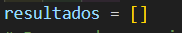 resultados = []